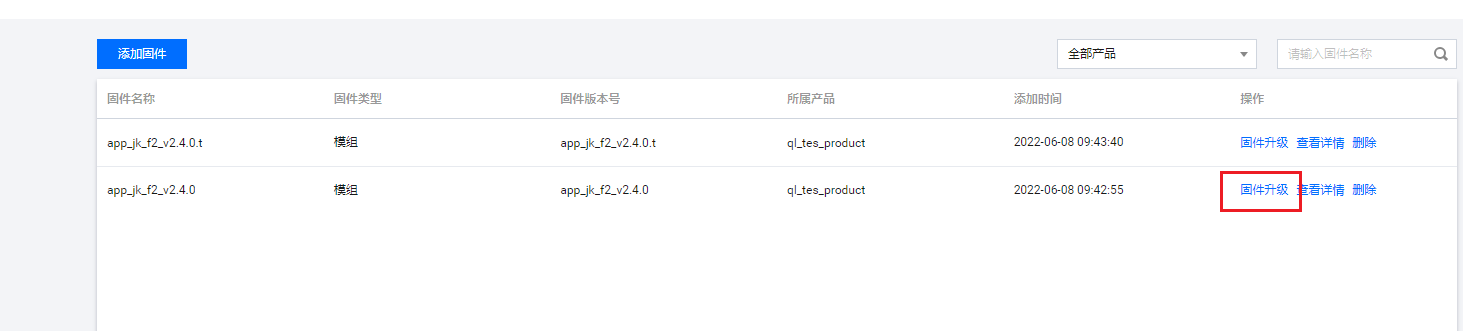 添加固件 全部产品 请输入固件名称
固件名称 固件类型 固件版本号 所属产品 添加时间 操作
app_jk_f2_v2.4.0.t 模组 app_jk_f2_v2.4.0.t ql_tes_product 2022-06-08 09:43:40 固件升级 查看详情 删除
app_jk_f2_v2.4.0 模组 app_jk_f2_v2.4.0 ql_tes_product 2022-06-08 09:42:55 固件升级 查看详情 删除